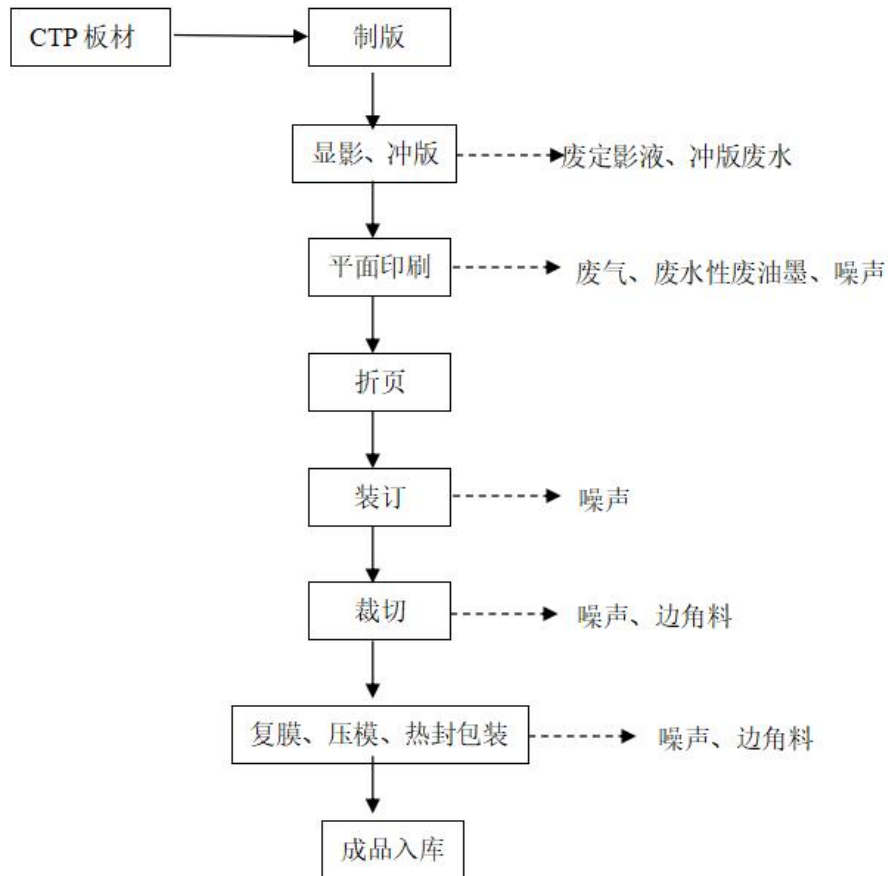 CTP 板材
制版
显影、冲版
废定影液、冲版废水
平面印刷
废气、废水性废油墨、噪声
折页
装订
噪声
裁切
噪声、边角料
复膜、压模、热封包装
噪声、边角料
成品入库